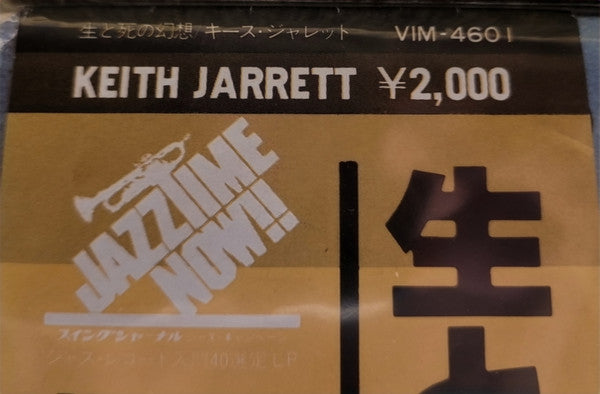 生と死の幻想/キース・ジャレット VIM-4601
KEITH JARRETT ¥2,000
JAZZ TIME
NOW!!
生
スイングジャーナル